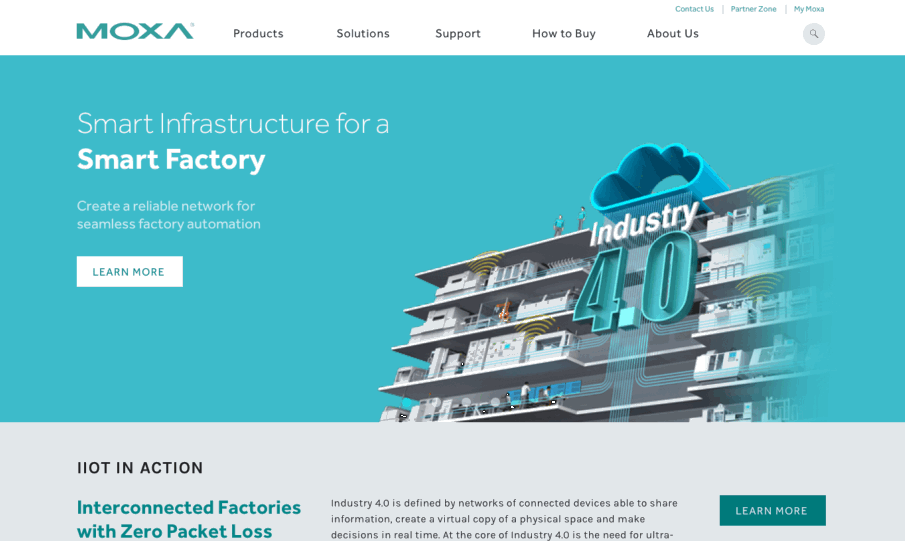 Contact Us | Partner Zone | My Moxa
MOXA®
Products Solutions Support How to Buy About Us
Smart Infrastructure for a
Smart Factory
Create a reliable network for
seamless factory automation
LEARN MORE
Industry
4.0
IIOT IN ACTION
Interconnected Factories
with Zero Packet Loss
Industry 4.0 is defined by networks of connected devices able to share
information, create a virtual copy of a physical space and make
decisions in real time. At the core of Industry 4.0 is the need for ultra-
LEARN MORE